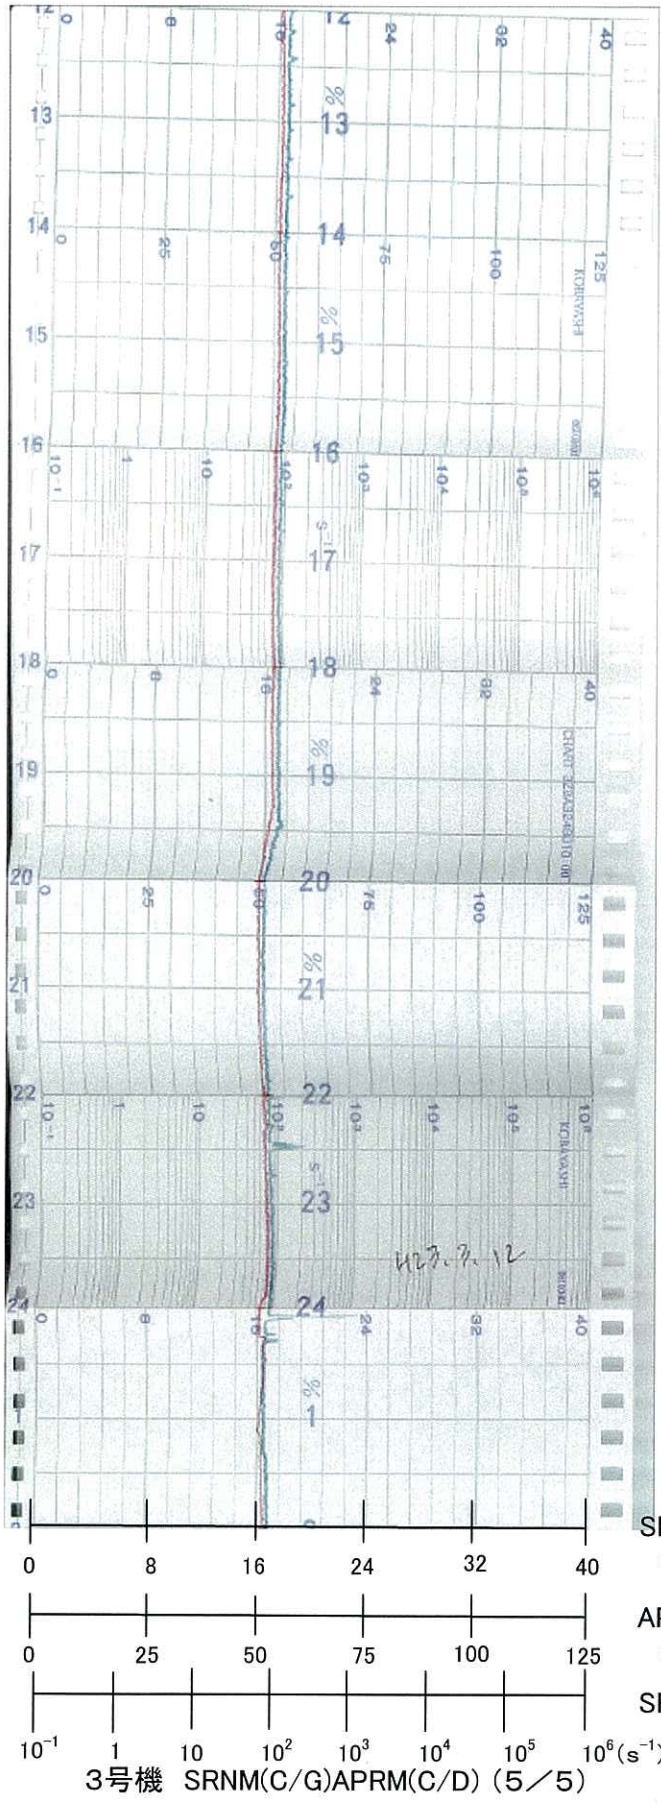 12 12
0 8 16 24 32 40
%
13 13
14 14
0 25 50 75 100 125
KOBAYASHI
%
15 15
16 16
10⁻¹ 1 10 10² 10³ 10⁴ 10⁵ 10⁶
s⁻¹
17 17
18 18
0 8 16 24 32 40
%
19 19
20 20
0 25 50 75 100 125
%
21 21
22 22
10⁻¹ 1 10 10² 10³ 10⁴ 10⁵ 10⁶
KOBAYASHI
s⁻¹
23 23
H23.3.12
24 24
0 8 16 24 32 40
%
1 1
0 8 16 24 32 40
AP
0 25 50 75 100 125
10⁻¹ 1 10 10² 10³ 10⁴ 10⁵ 10⁶(s⁻¹)
3号機 SRNM(C/G)APRM(C/D) (5/5)